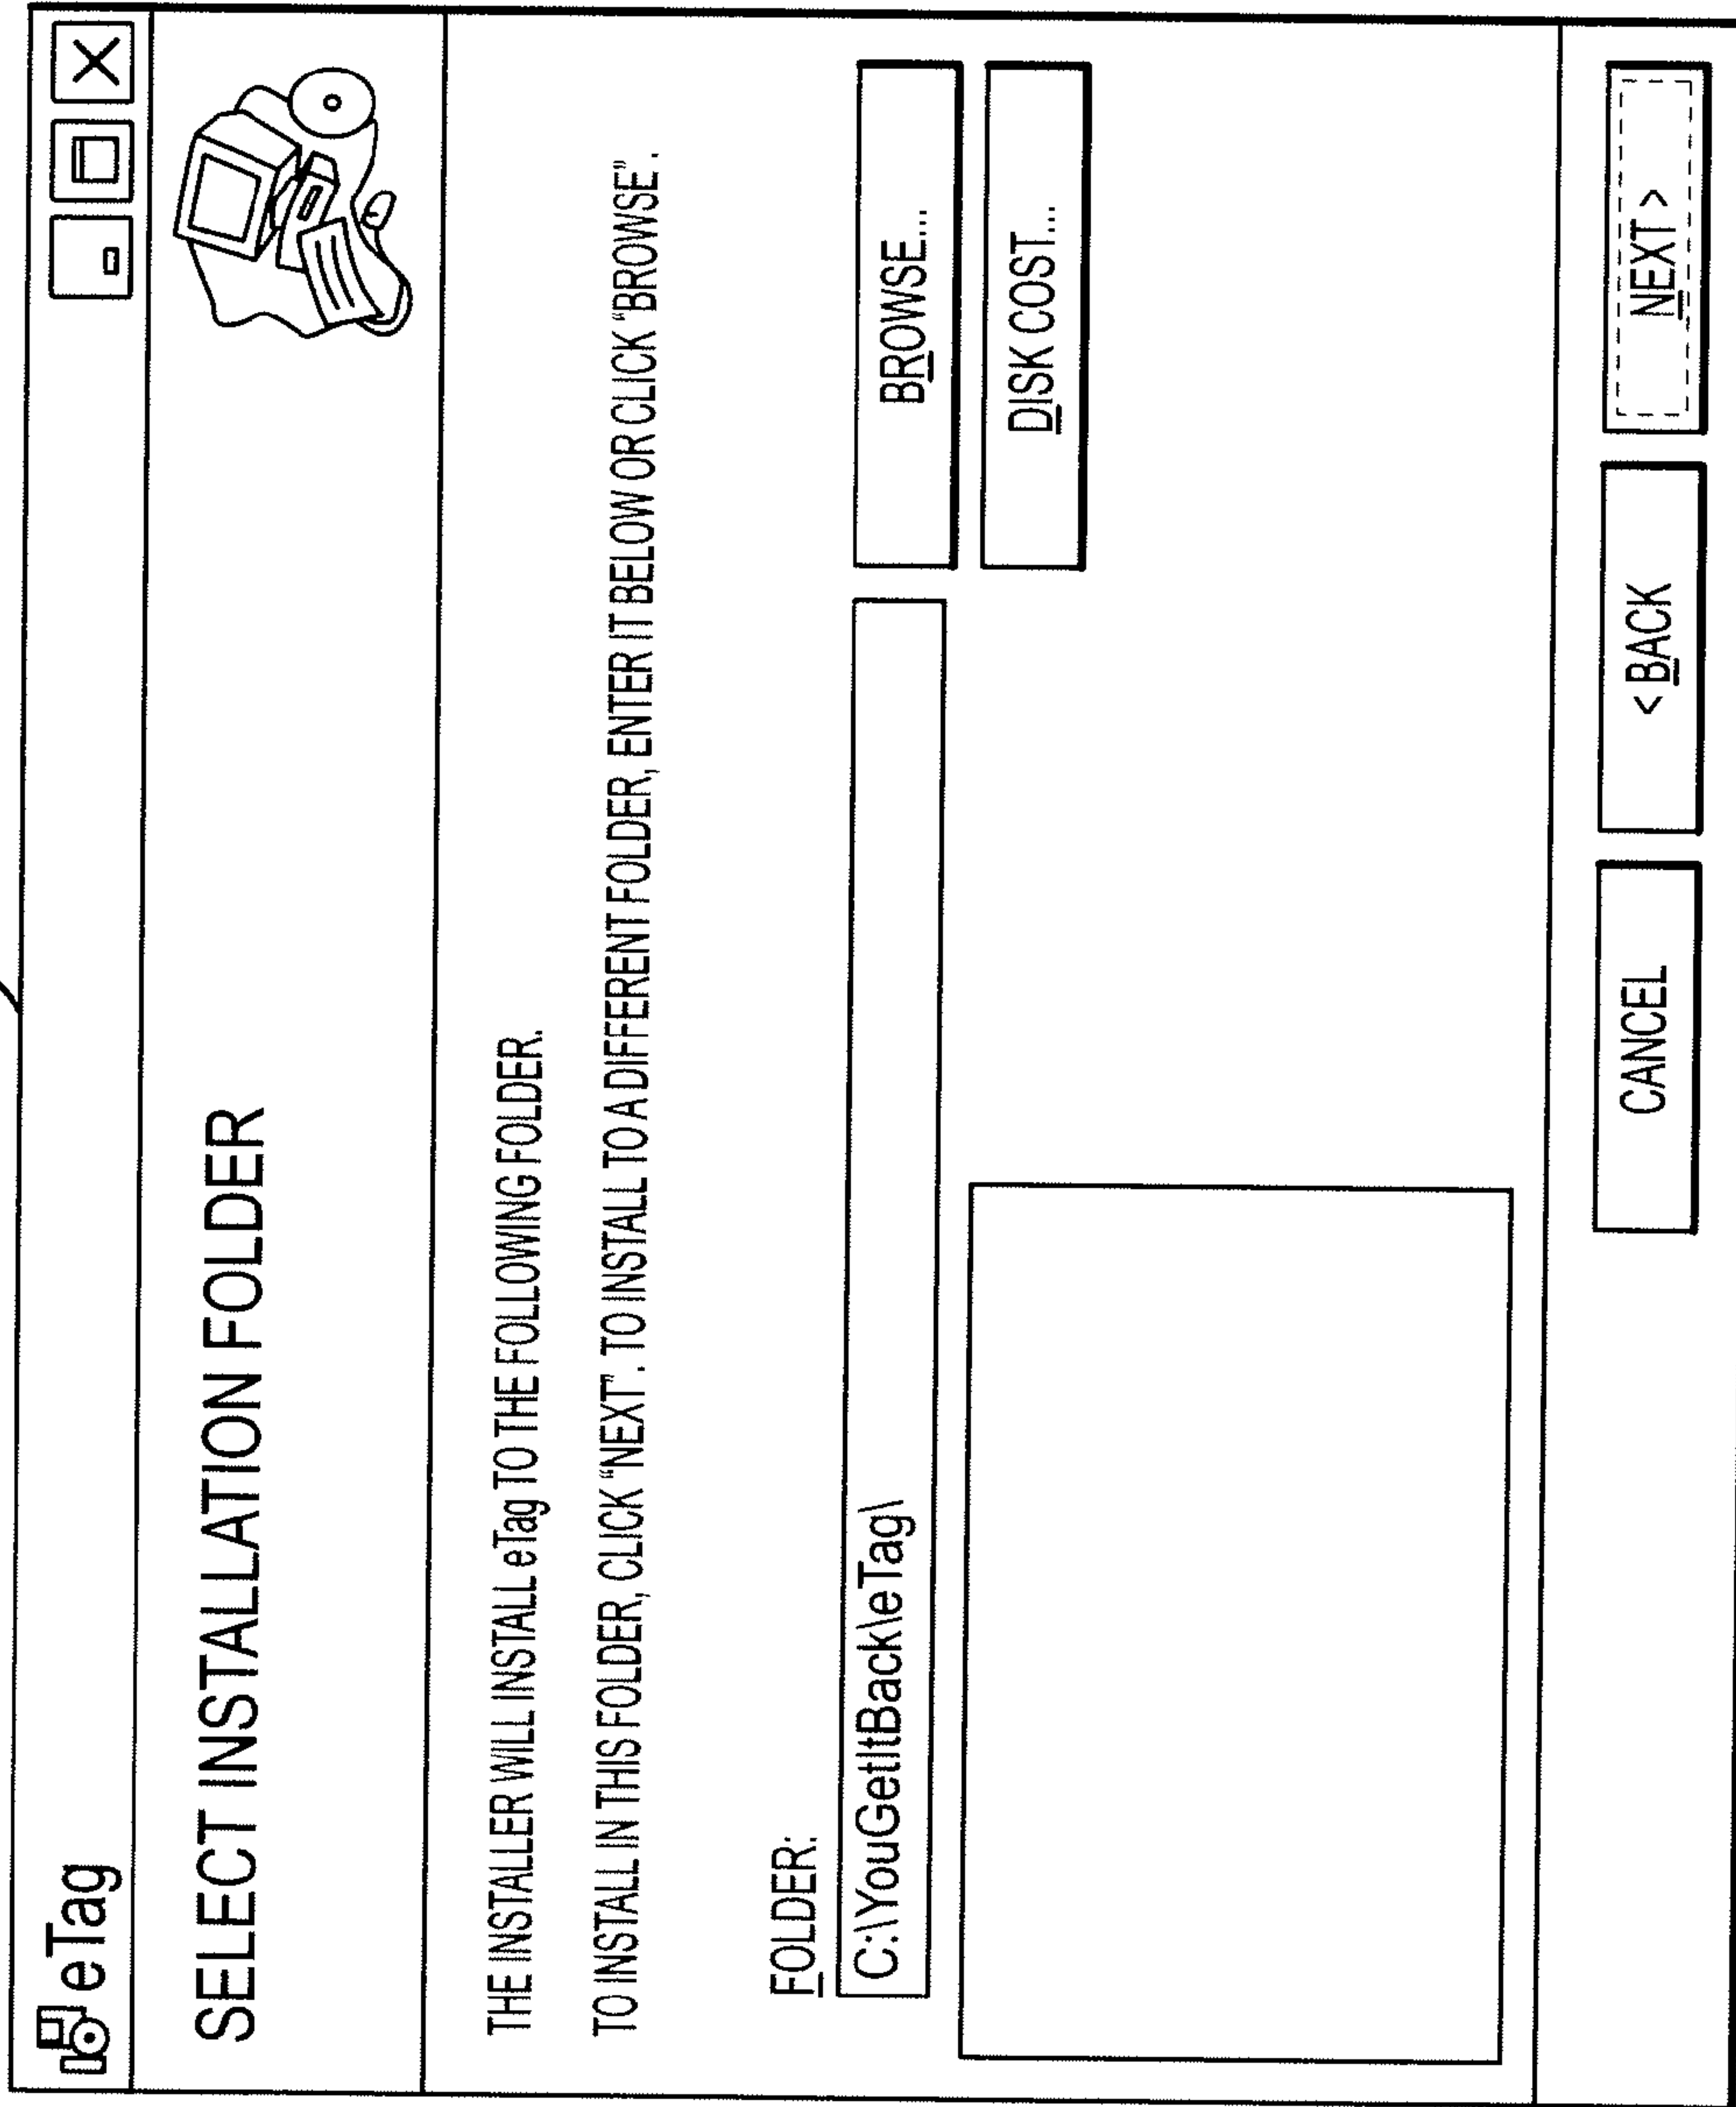 eTag
SELECT INSTALLATION FOLDER
THE INSTALLER WILL INSTALL eTag TO THE FOLLOWING FOLDER.
TO INSTALL IN THIS FOLDER, CLICK "NEXT". TO INSTALL TO A DIFFERENT FOLDER, ENTER IT BELOW OR CLICK "BROWSE".
FOLDER:
C:\YouGetItBack\eTag\
BROWSE...
DISK COST...
CANCEL
< BACK
NEXT >